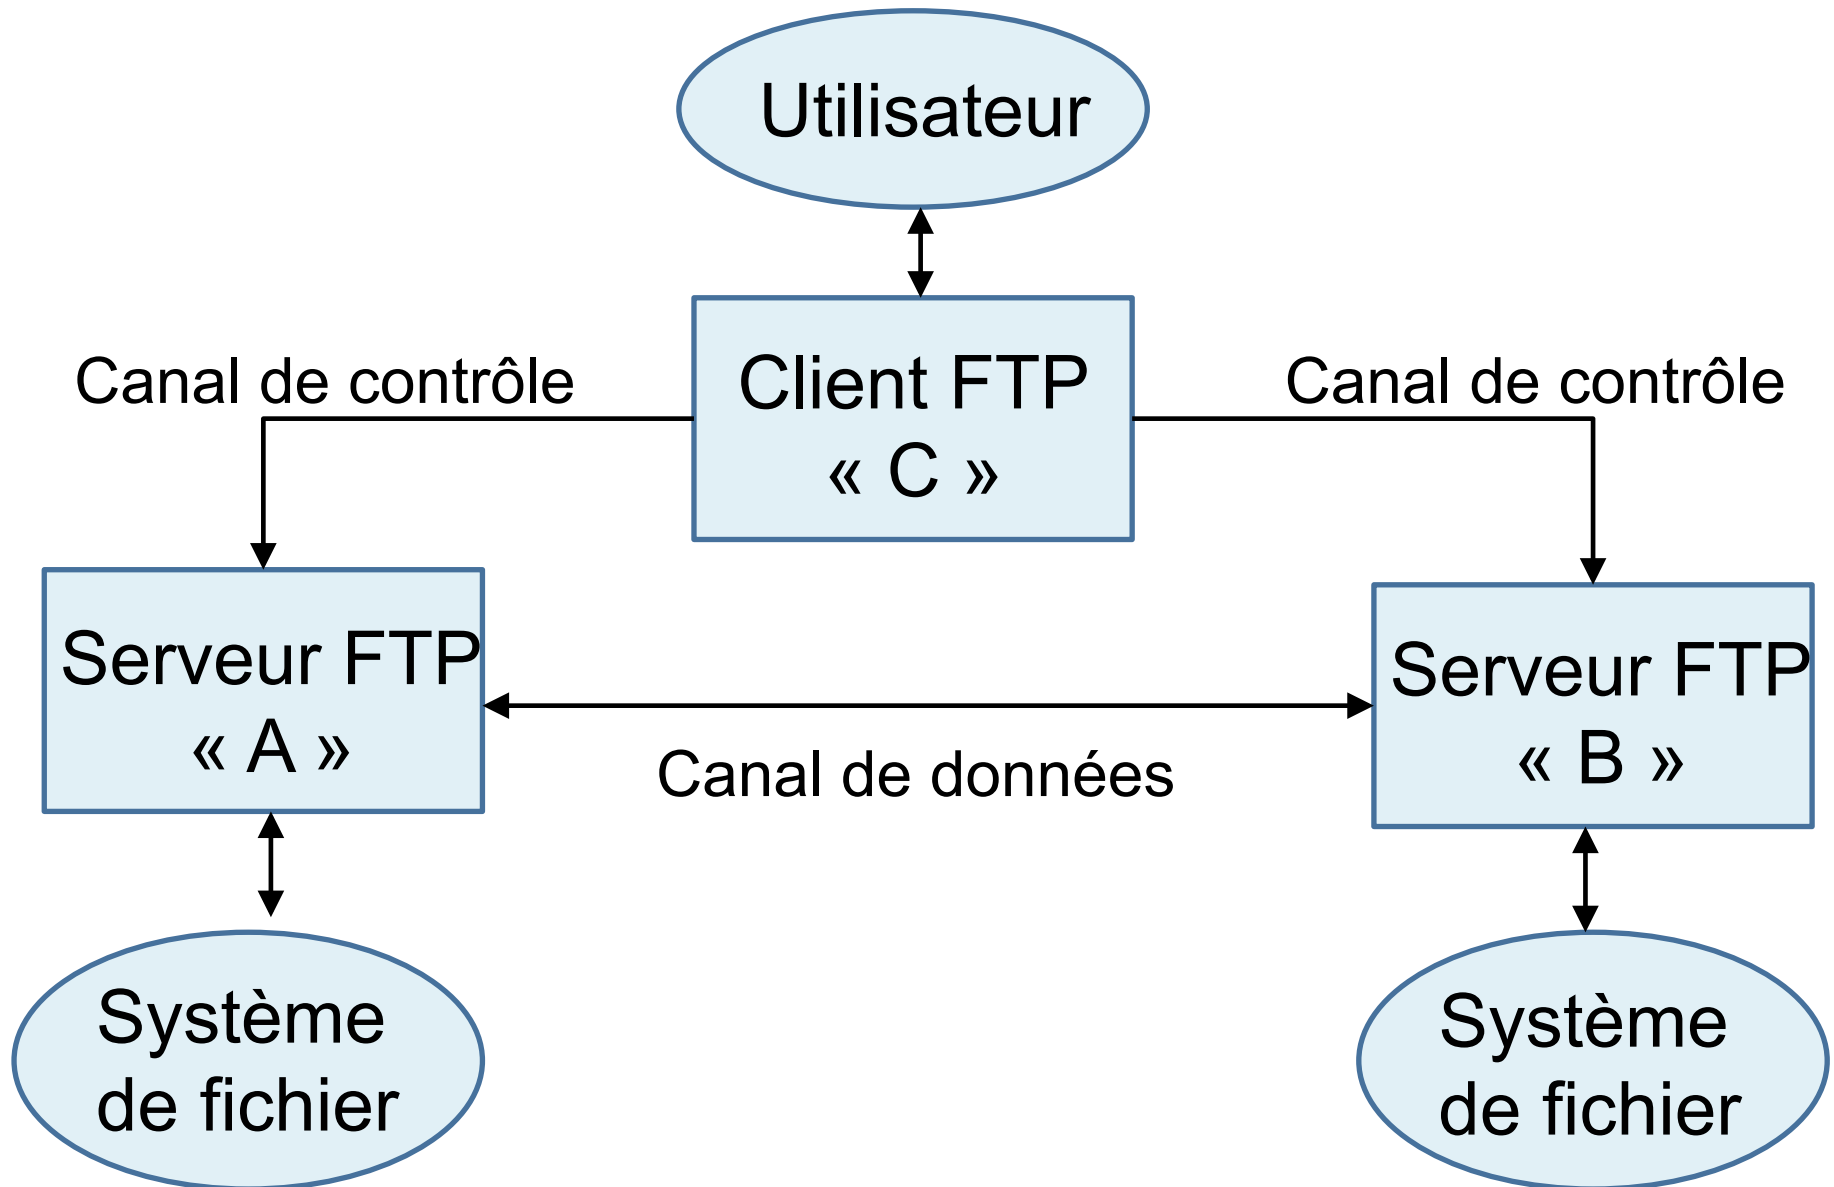 Utilisateur
Canal de contrôle
Client FTP
« C »
Canal de contrôle
Serveur FTP
« A »
Canal de données
Serveur FTP
« B »
Système
de fichier
Système
de fichier